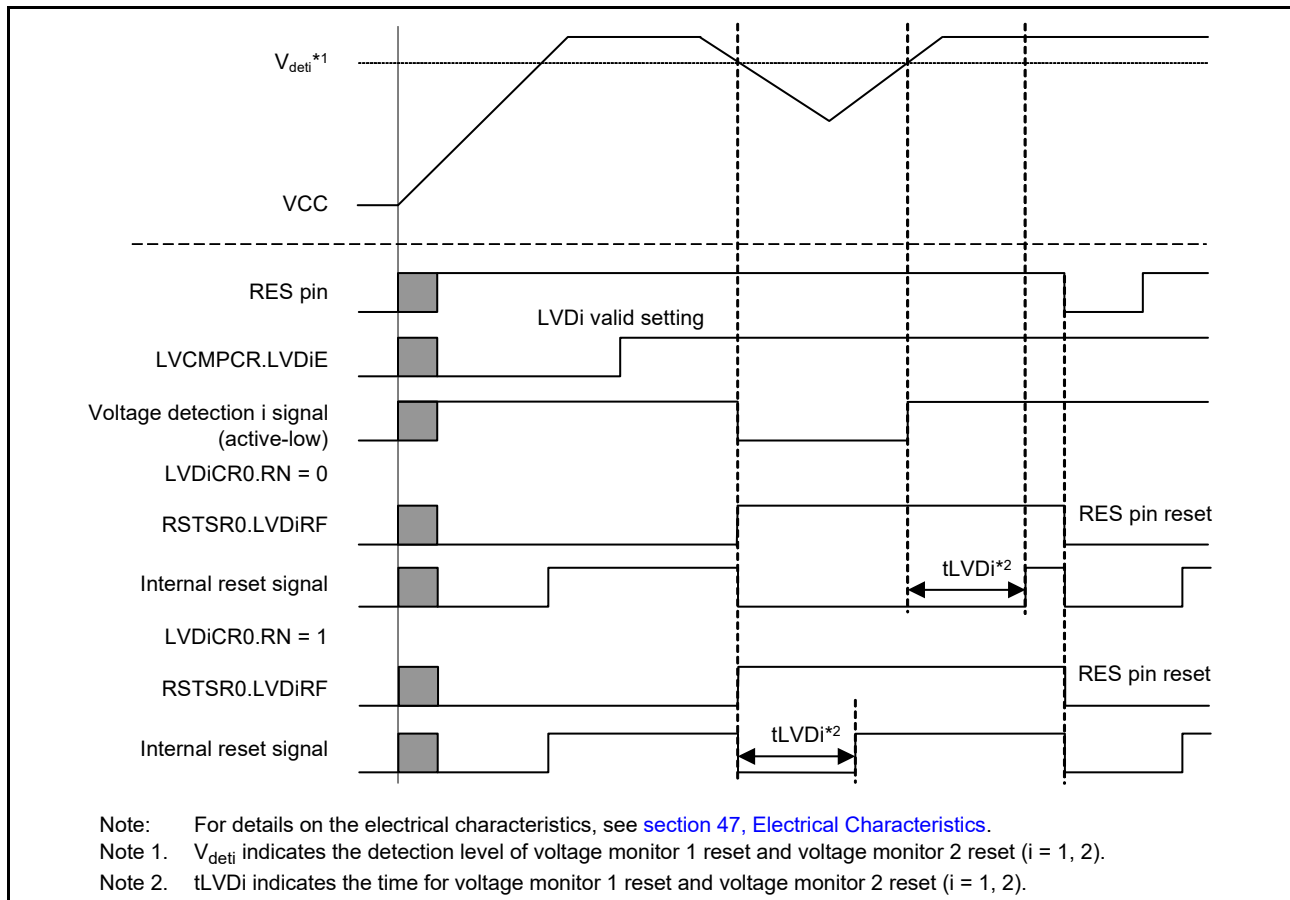 Vdeti*1
VCC
RES pin
LVDi valid setting
LVCMPCR.LVDiE
Voltage detection i signal
(active-low)
LVDiCR0.RN = 0
RSTSR0.LVDiRF
RES pin reset
tLVDi*2
Internal reset signal
LVDiCR0.RN = 1
RSTSR0.LVDiRF
RES pin reset
tLVDi*2
Internal reset signal
Note: For details on the electrical characteristics, see section 47, Electrical Characteristics.
Note 1. Vdeti indicates the detection level of voltage monitor 1 reset and voltage monitor 2 reset (i = 1, 2).
Note 2. tLVDi indicates the time for voltage monitor 1 reset and voltage monitor 2 reset (i = 1, 2).